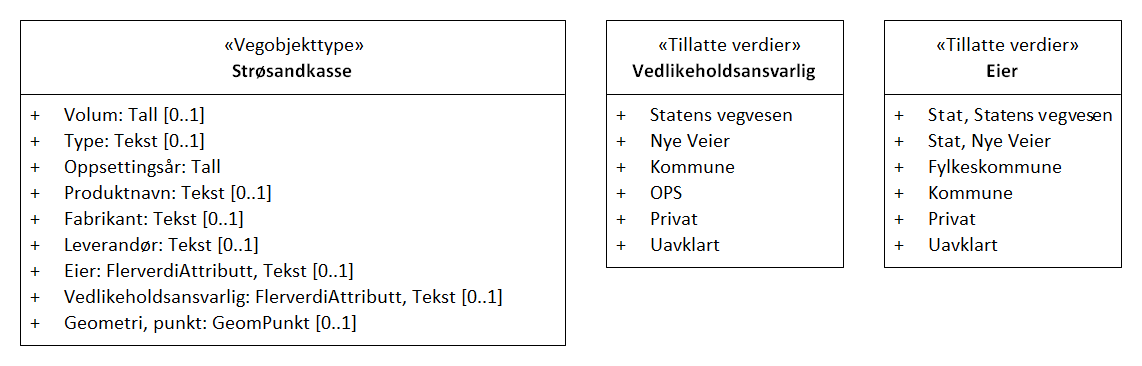 «Vegobjekttype»
Strøsandkasse
+ Volum: Tall [0..1]
+ Type: Tekst [0..1]
+ Oppsettingsår: Tall
+ Produktnavn: Tekst [0..1]
+ Fabrikant: Tekst [0..1]
+ Leverandør: Tekst [0..1]
+ Eier: FlerverdiAttributt, Tekst [0..1]
+ Vedlikeholdsansvarlig: FlerverdiAttributt, Tekst [0..1]
+ Geometri, punkt: GeomPunkt [0..1]
«Tillatte verdier»
Vedlikeholdsansvarlig
+ Statens vegvesen
+ Nye Veier
+ Kommune
+ OPS
+ Privat
+ Uavklart
«Tillatte verdier»
Eier
+ Stat, Statens vegvesen
+ Stat, Nye Veier
+ Fylkeskommune
+ Kommune
+ Privat
+ Uavklart